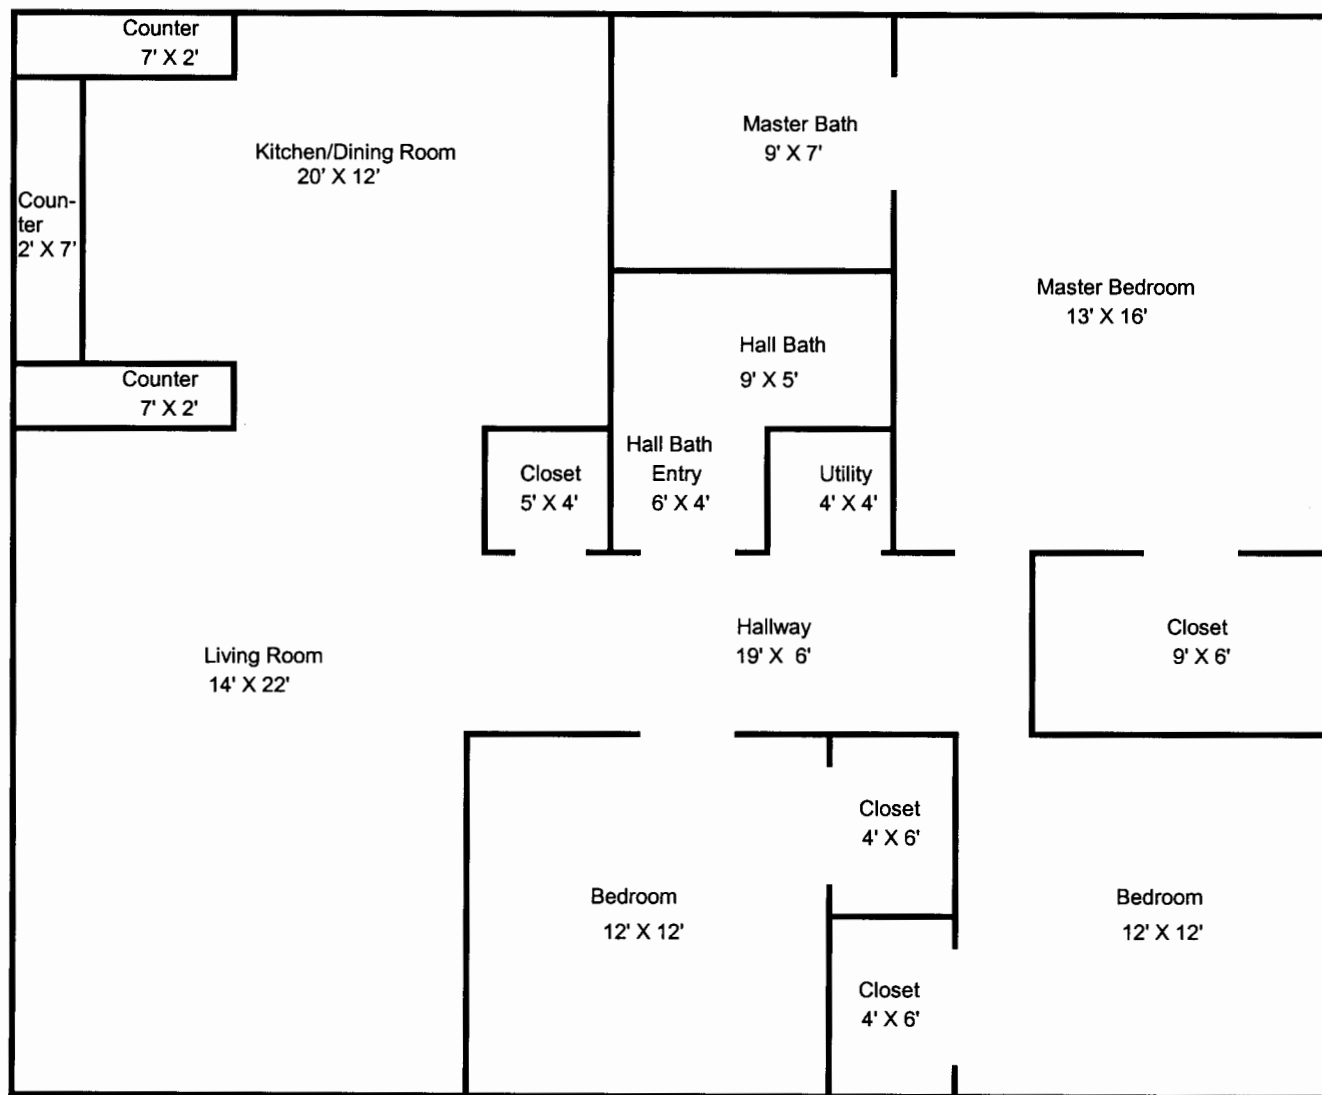 Counter
7' X 2'
Kitchen/Dining Room
20' X 12'
Coun-
ter
2' X 7'
Counter
7' X 2'
Master Bath
9' X 7'
Master Bedroom
13' X 16'
Hall Bath
9' X 5'
Closet
5' X 4'
Hall Bath
Entry
6' X 4'
Utility
4' X 4'
Living Room
14' X 22'
Hallway
19' X  6'
Closet
9' X 6'
Bedroom
12' X 12'
Closet
4' X 6'
Closet
4' X 6'
Bedroom
12' X 12'